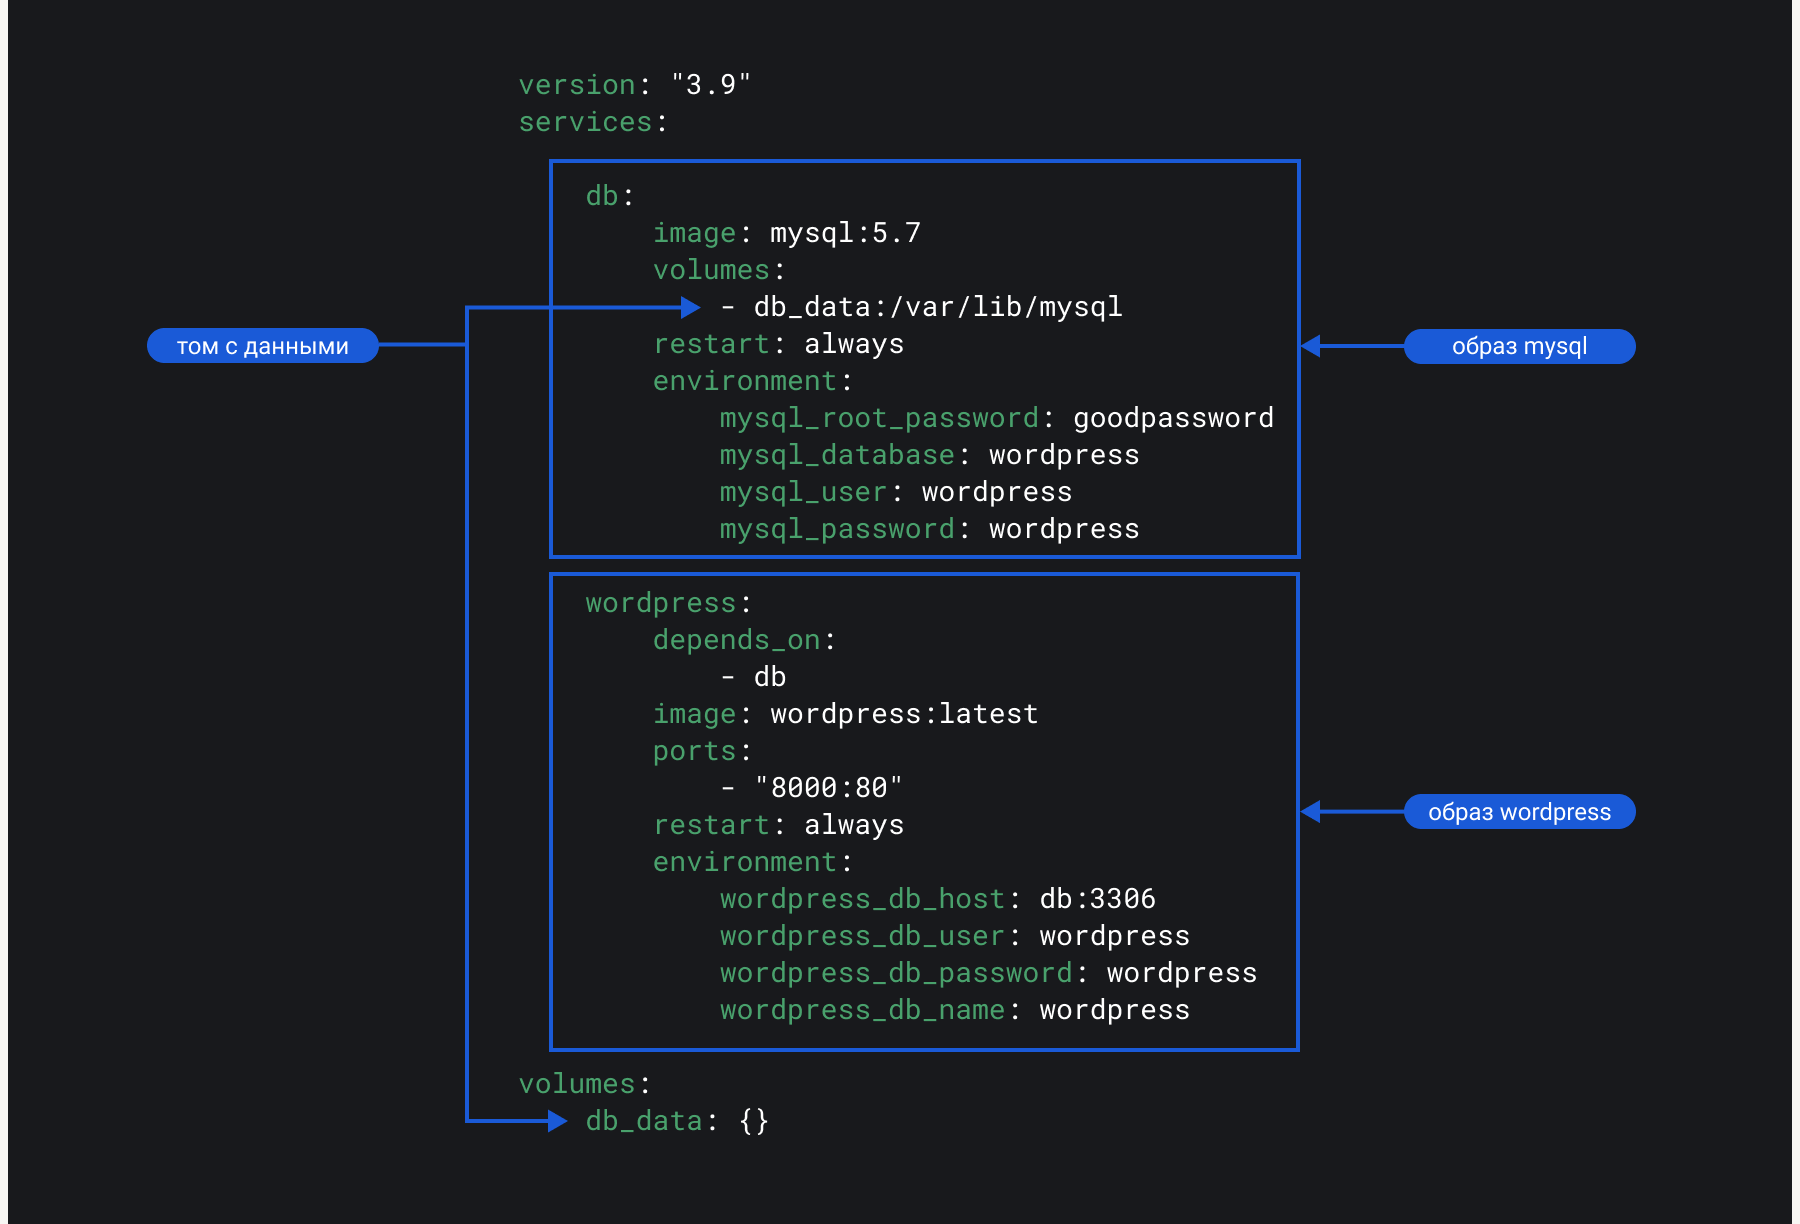 version: "3.9"
services:
db:
image: mysql:5.7
volumes:
- db_data:/var/lib/mysql
том с данными
restart: always
образ mysql
environment:
mysql_root_password: goodpassword
mysql_database: wordpress
mysql_user: wordpress
mysql_password: wordpress
wordpress:
depends_on:
- db
image: wordpress:latest
ports:
- "8000:80"
restart: always
образ wordpress
environment:
wordpress_db_host: db:3306
wordpress_db_user: wordpress
wordpress_db_password: wordpress
wordpress_db_name: wordpress
volumes:
db_data: {}